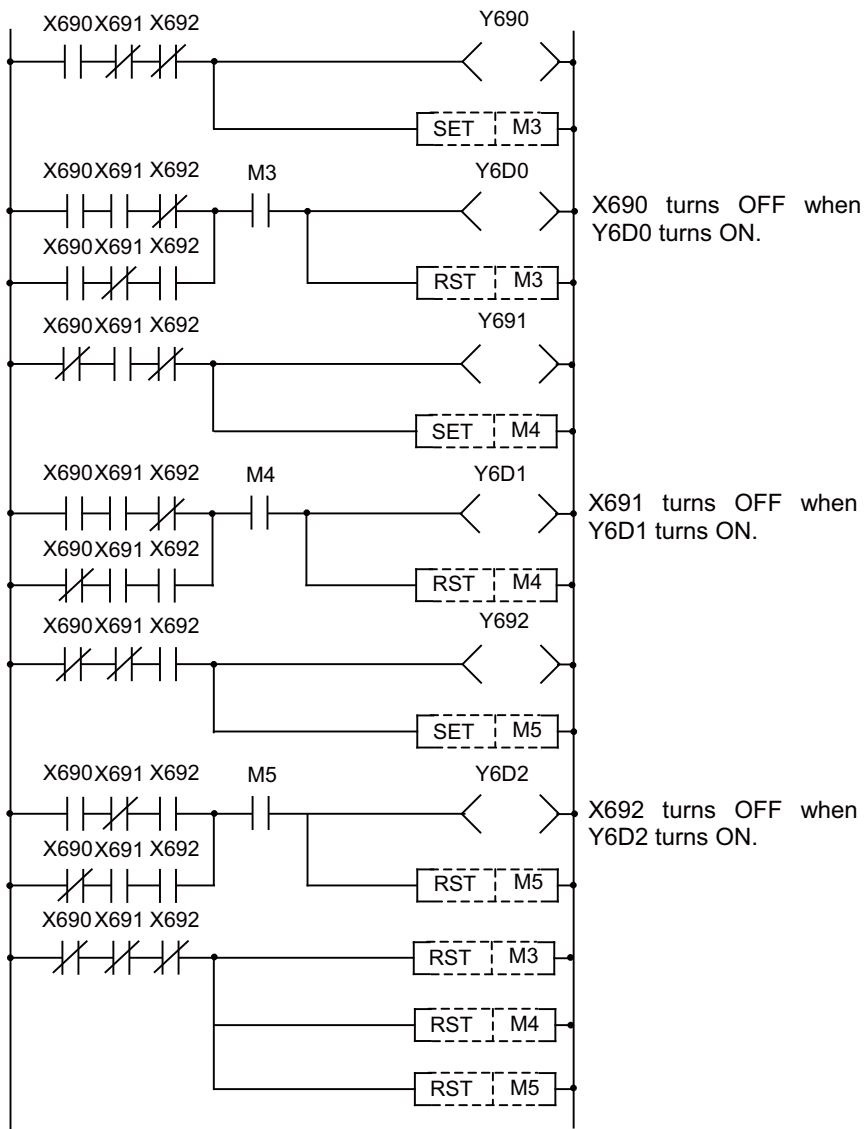 X690 X691 X692 Y690
SET M3
X690 X691 X692 M3 Y6D0
X690 turns OFF when
Y6D0 turns ON.
X690 X691 X692
RST M3
X690 X691 X692 Y691
SET M4
X690 X691 X692 M4 Y6D1
X691 turns OFF when
Y6D1 turns ON.
X690 X691 X692
RST M4
X690 X691 X692 Y692
SET M5
X690 X691 X692 M5 Y6D2
X692 turns OFF when
Y6D2 turns ON.
X690 X691 X692
RST M5
X690 X691 X692
RST M3
RST M4
RST M5